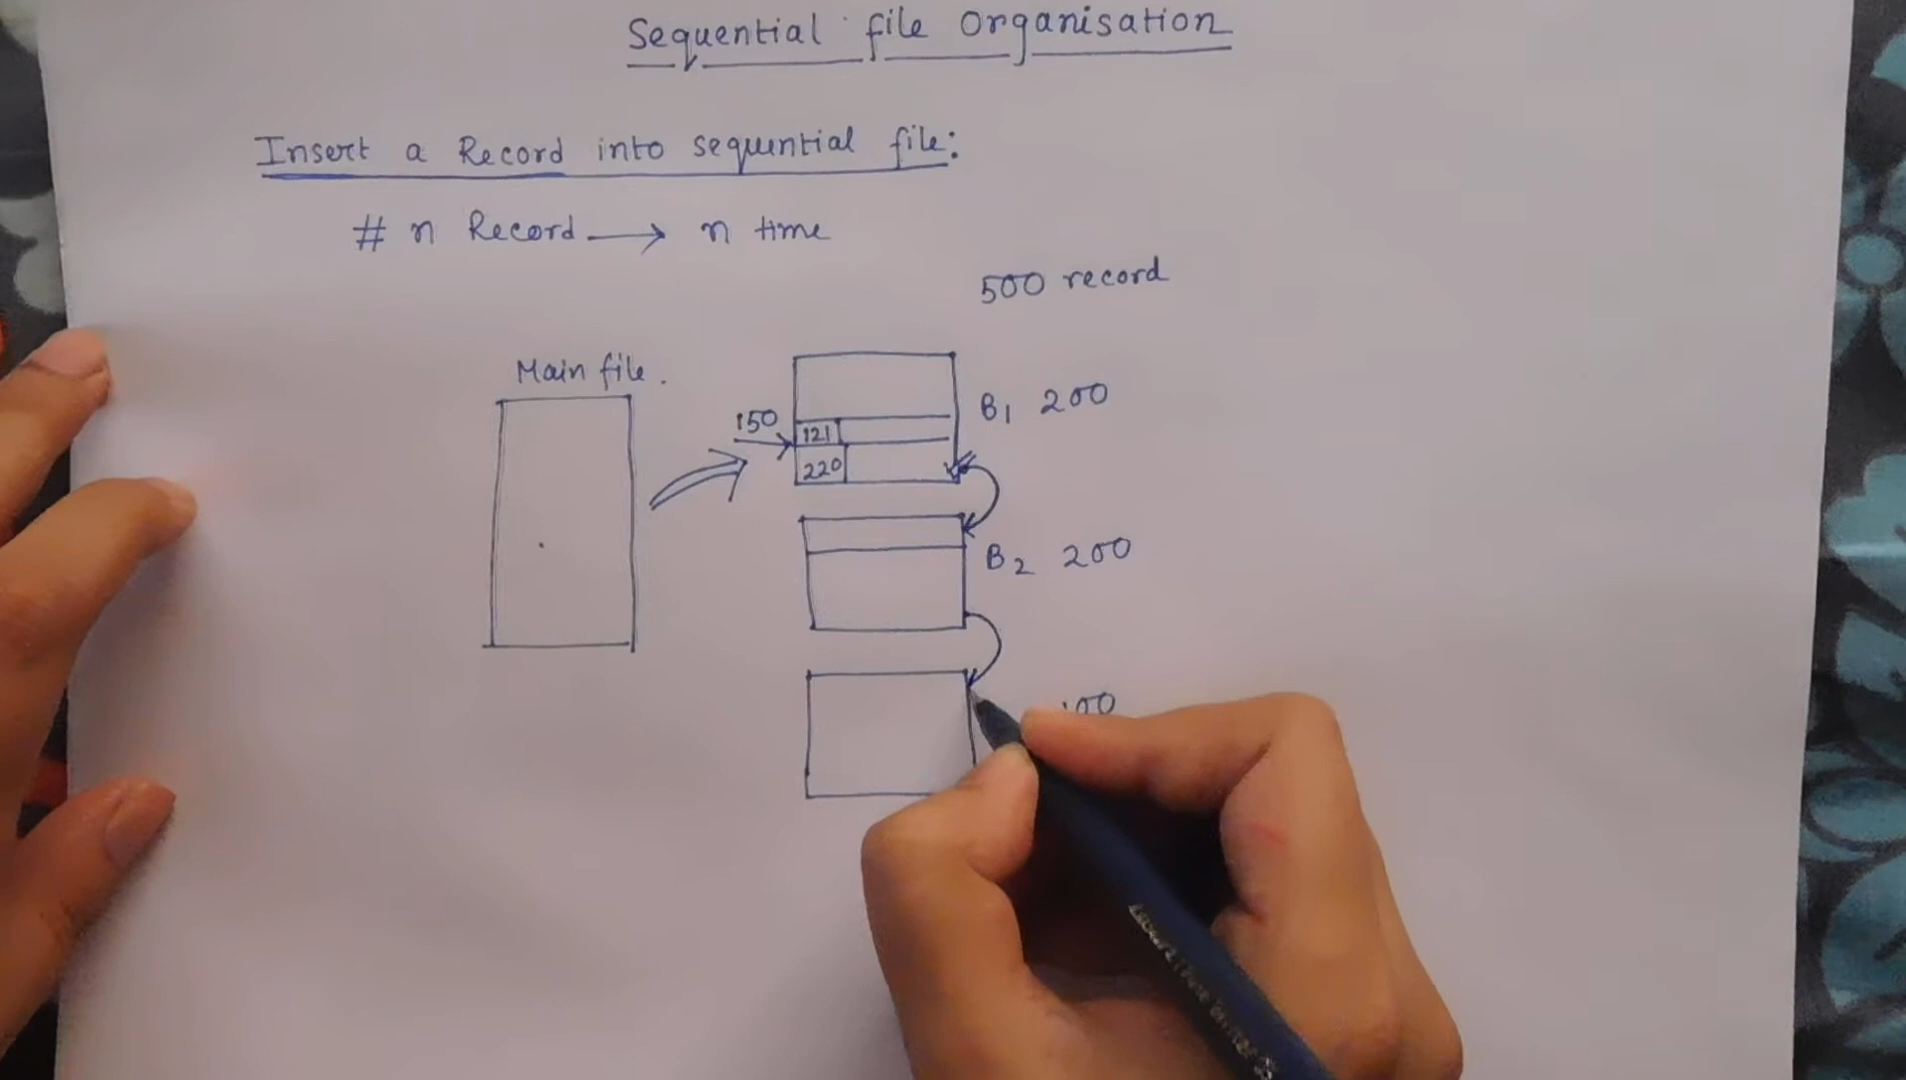 Sequential file Organisation
Insert a Record into sequential file:
# n Record → n time
500 record
Main file.
150
121
220
B1 200
B2 200